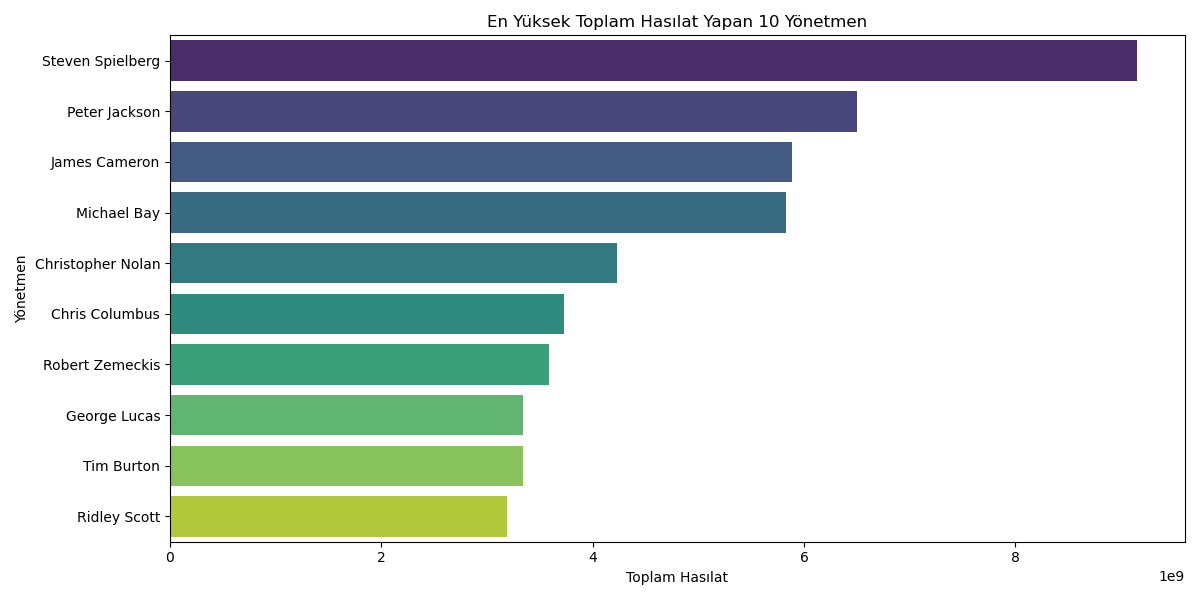 En Yüksek Toplam Hasılat Yapan 10 Yönetmen
Yönetmen
Steven Spielberg
Peter Jackson
James Cameron
Michael Bay
Christopher Nolan
Chris Columbus
Robert Zemeckis
George Lucas
Tim Burton
Ridley Scott
0 2 4 6 8
1e9
Toplam Hasılat